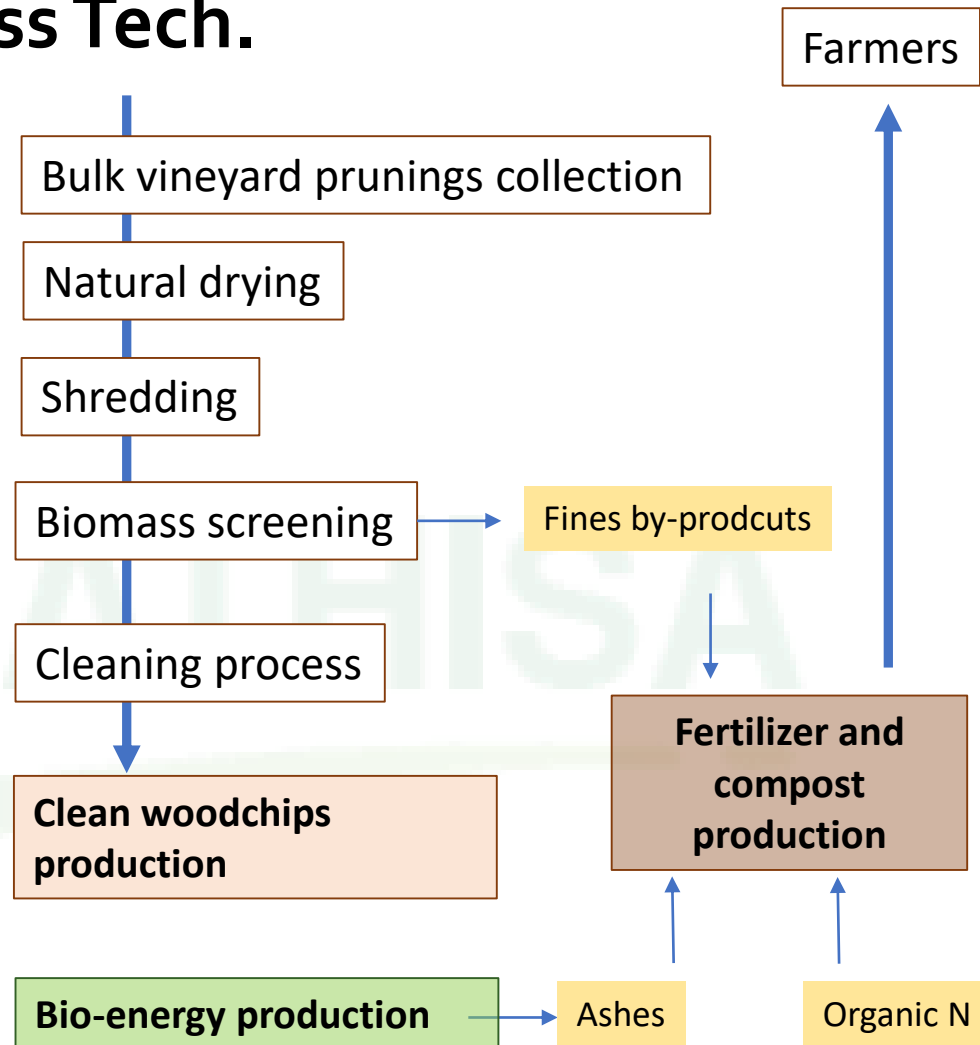 ss Tech.
Farmers
Bulk vineyard prunings collection
Natural drying
Shredding
Biomass screening
Fines by-prodcuts
Cleaning process
Fertilizer and
compost
production
Clean woodchips
production
Bio-energy production
Ashes
Organic N